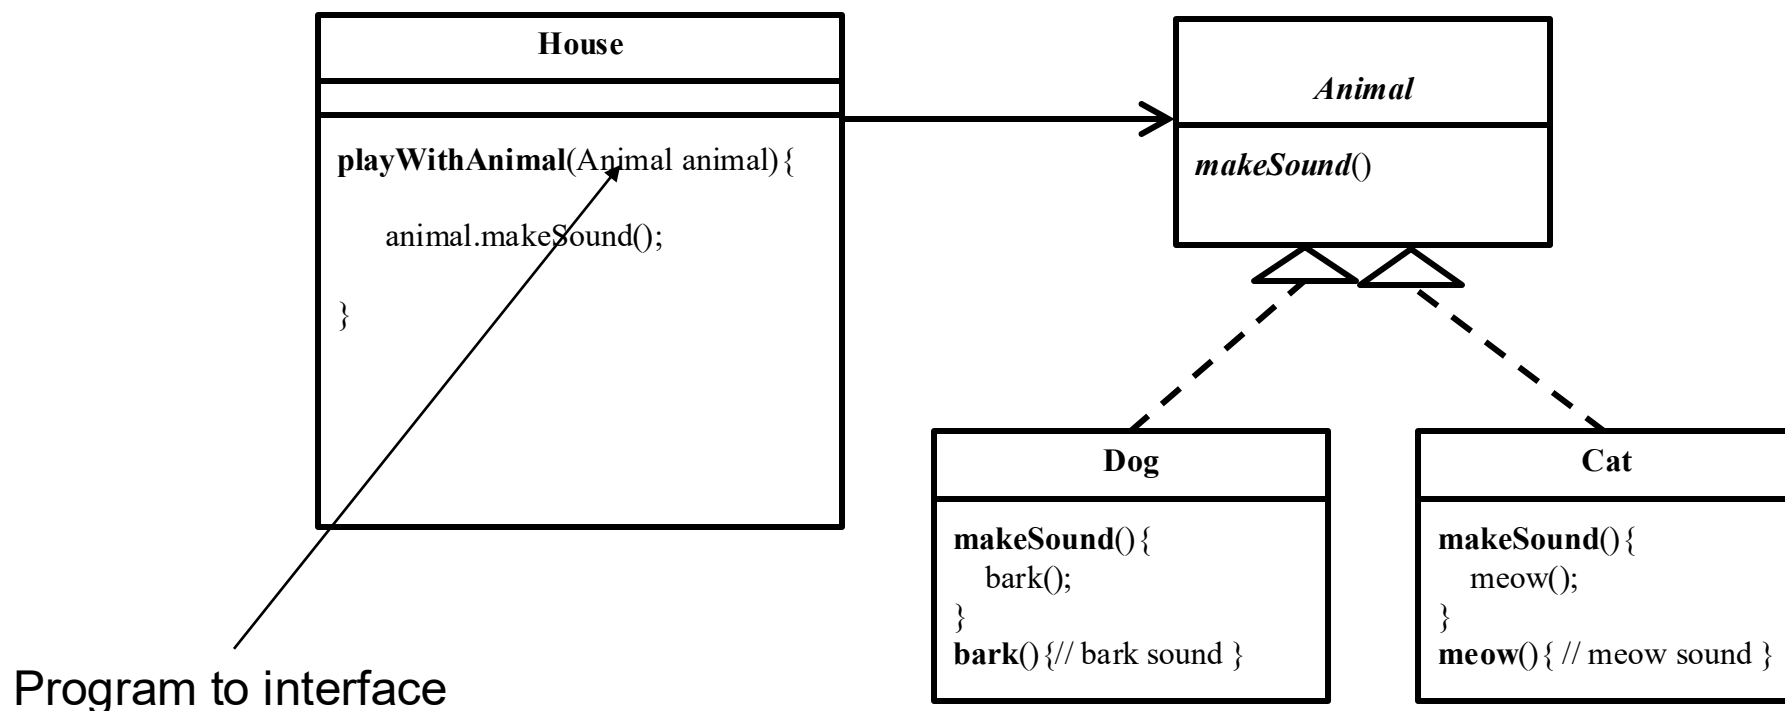 House
playWithAnimal(Animal animal){
animal.makeSound();
}
Animal
makeSound()
Dog
makeSound(){
bark();
}
bark(){// bark sound }
Cat
makeSound(){
meow();
}
meow(){ // meow sound }
Program to interface